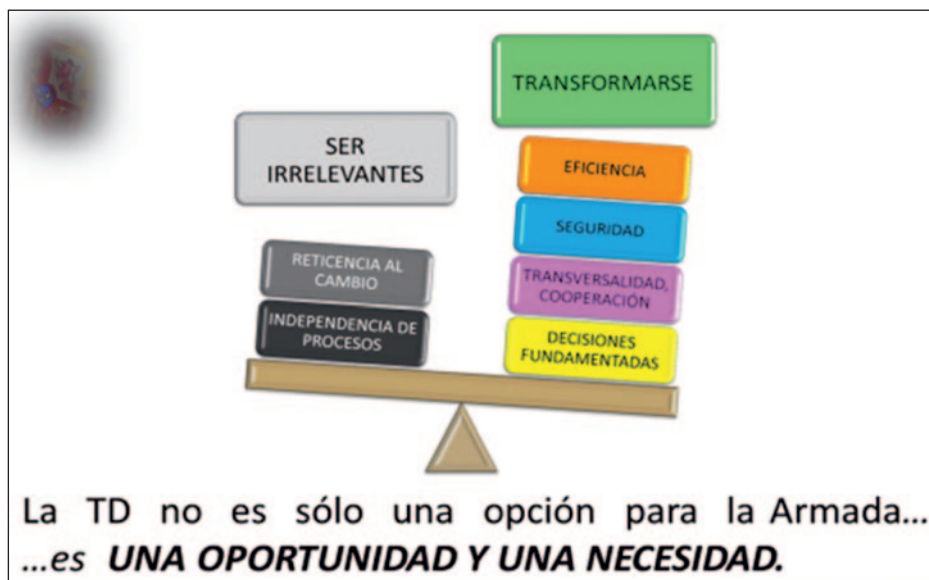 SER
IRRELEVANTES
RETICENCIA AL
CAMBIO
INDEPENDENCIA DE
PROCESOS
TRANSFORMARSE
EFICIENCIA
SEGURIDAD
TRANSVERSALIDAD,
COOPERACIÓN
DECISIONES
FUNDAMENTADAS
La TD no es sólo una opción para la Armada...
...es UNA OPORTUNIDAD Y UNA NECESIDAD.